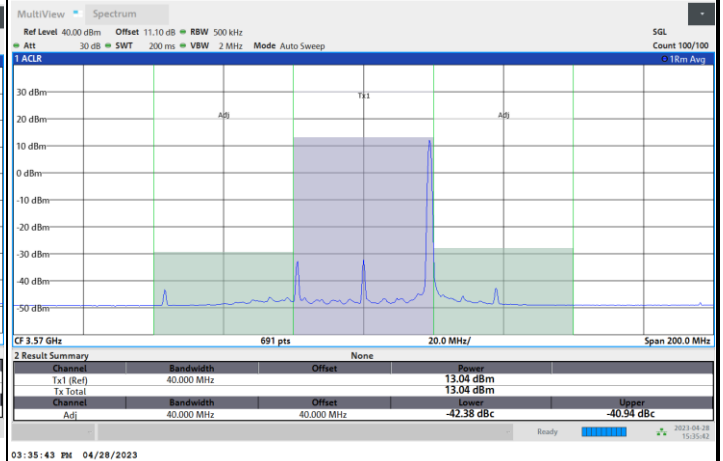 MultiView Spectrum
Ref Level 40.00 dBm Offset 11.10 dB RBW 500 kHz SGL
Att 30 dB SWT 200 ms VBW 2 MHz Mode Auto Sweep Count 100/100
1 ACLR 1Rm Avg
Tx1
Adj Adj
30 dBm
20 dBm
10 dBm
0 dBm
-10 dBm
-20 dBm
-30 dBm
-40 dBm
-50 dBm
CF 3.57 GHz 691 pts 20.0 MHz/ Span 200.0 MHz
2 Result Summary None
Channel Bandwidth Offset Power
Tx1 (Ref) 40.000 MHz 13.04 dBm
Tx Total 13.04 dBm
Channel Bandwidth Offset Lower Upper
Adj 40.000 MHz 40.000 MHz -42.38 dBc -40.94 dBc
Ready 2023-04-28
15:35:42
03:35:43 PM 04/28/2023